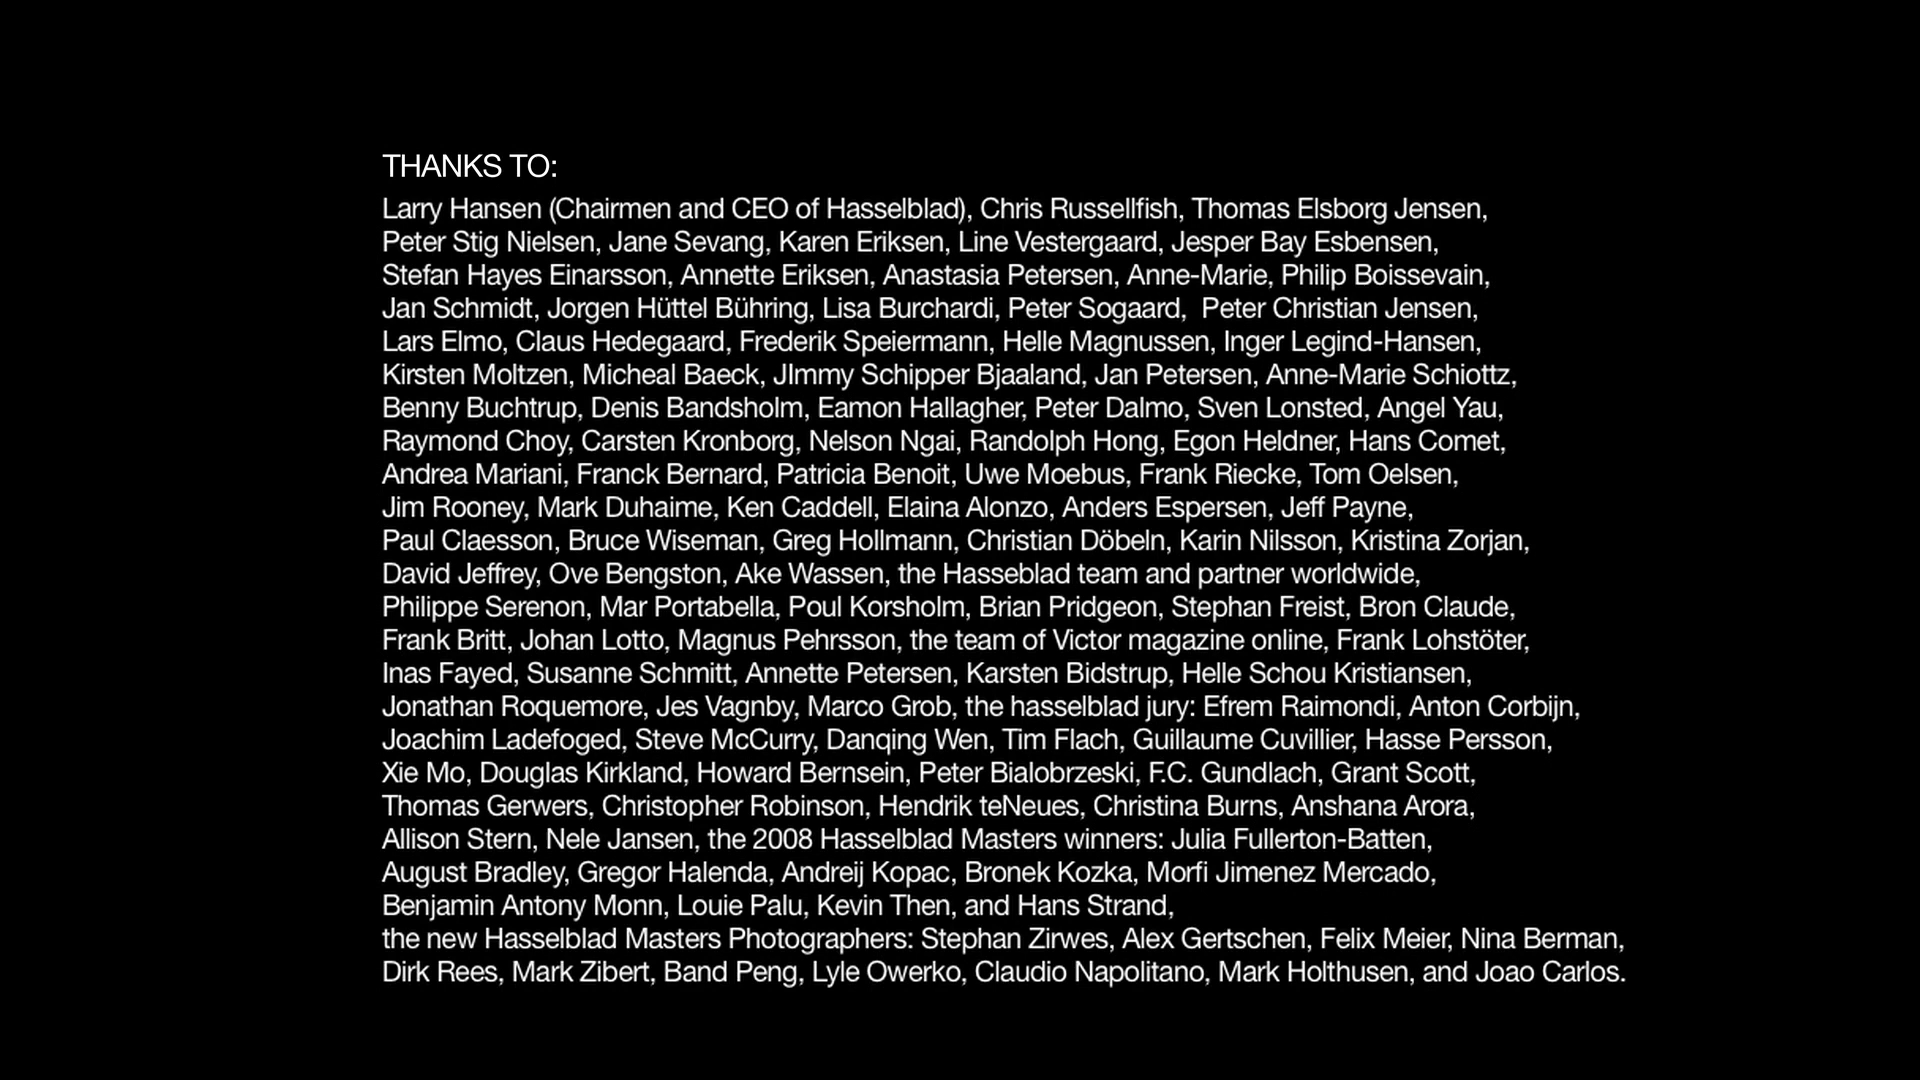 THANKS TO:
Larry Hansen (Chairmen and CEO of Hasselblad), Chris Russellfish, Thomas Elsborg Jensen,
Peter Stig Nielsen, Jane Sevang, Karen Eriksen, Line Vestergaard, Jesper Bay Esbensen,
Stefan Hayes Einarsson, Annette Eriksen, Anastasia Petersen, Anne-Marie, Philip Boissevain,
Jan Schmidt, Jorgen Hüttel Bühring, Lisa Burchardi, Peter Sogaard,  Peter Christian Jensen,
Lars Elmo, Claus Hedegaard, Frederik Speiermann, Helle Magnussen, Inger Legind-Hansen,
Kirsten Moltzen, Micheal Baeck, JImmy Schipper Bjaaland, Jan Petersen, Anne-Marie Schiottz,
Benny Buchtrup, Denis Bandsholm, Eamon Hallagher, Peter Dalmo, Sven Lonsted, Angel Yau,
Raymond Choy, Carsten Kronborg, Nelson Ngai, Randolph Hong, Egon Heldner, Hans Comet,
Andrea Mariani, Franck Bernard, Patricia Benoit, Uwe Moebus, Frank Riecke, Tom Oelsen,
Jim Rooney, Mark Duhaime, Ken Caddell, Elaina Alonzo, Anders Espersen, Jeff Payne,
Paul Claesson, Bruce Wiseman, Greg Hollmann, Christian Döbeln, Karin Nilsson, Kristina Zorjan,
David Jeffrey, Ove Bengston, Ake Wassen, the Hasseblad team and partner worldwide,
Philippe Serenon, Mar Portabella, Poul Korsholm, Brian Pridgeon, Stephan Freist, Bron Claude,
Frank Britt, Johan Lotto, Magnus Pehrsson, the team of Victor magazine online, Frank Lohstöter,
Inas Fayed, Susanne Schmitt, Annette Petersen, Karsten Bidstrup, Helle Schou Kristiansen,
Jonathan Roquemore, Jes Vagnby, Marco Grob, the hasselblad jury: Efrem Raimondi, Anton Corbijn,
Joachim Ladefoged, Steve McCurry, Danqing Wen, Tim Flach, Guillaume Cuvillier, Hasse Persson,
Xie Mo, Douglas Kirkland, Howard Bernsein, Peter Bialobrzeski, F.C. Gundlach, Grant Scott,
Thomas Gerwers, Christopher Robinson, Hendrik teNeues, Christina Burns, Anshana Arora,
Allison Stern, Nele Jansen, the 2008 Hasselblad Masters winners: Julia Fullerton-Batten,
August Bradley, Gregor Halenda, Andreij Kopac, Bronek Kozka, Morfi Jimenez Mercado,
Benjamin Antony Monn, Louie Palu, Kevin Then, and Hans Strand,
the new Hasselblad Masters Photographers: Stephan Zirwes, Alex Gertschen, Felix Meier, Nina Berman,
Dirk Rees, Mark Zibert, Band Peng, Lyle Owerko, Claudio Napolitano, Mark Holthusen, and Joao Carlos.